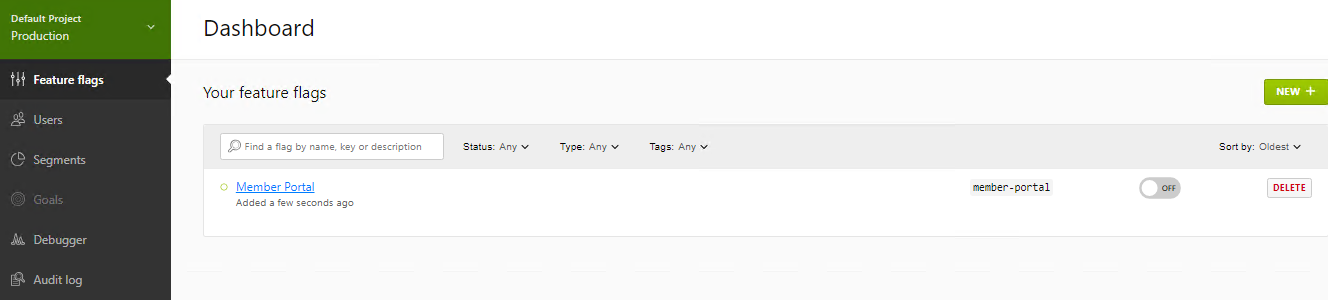 Default Project
Production
Dashboard
Feature flags
Users
Segments
Goals
Debugger
Audit log
Your feature flags
NEW +
Find a flag by name, key or description
Status: Any
Type: Any
Tags: Any
Sort by: Oldest
Member Portal
member-portal
OFF
DELETE
Added a few seconds ago